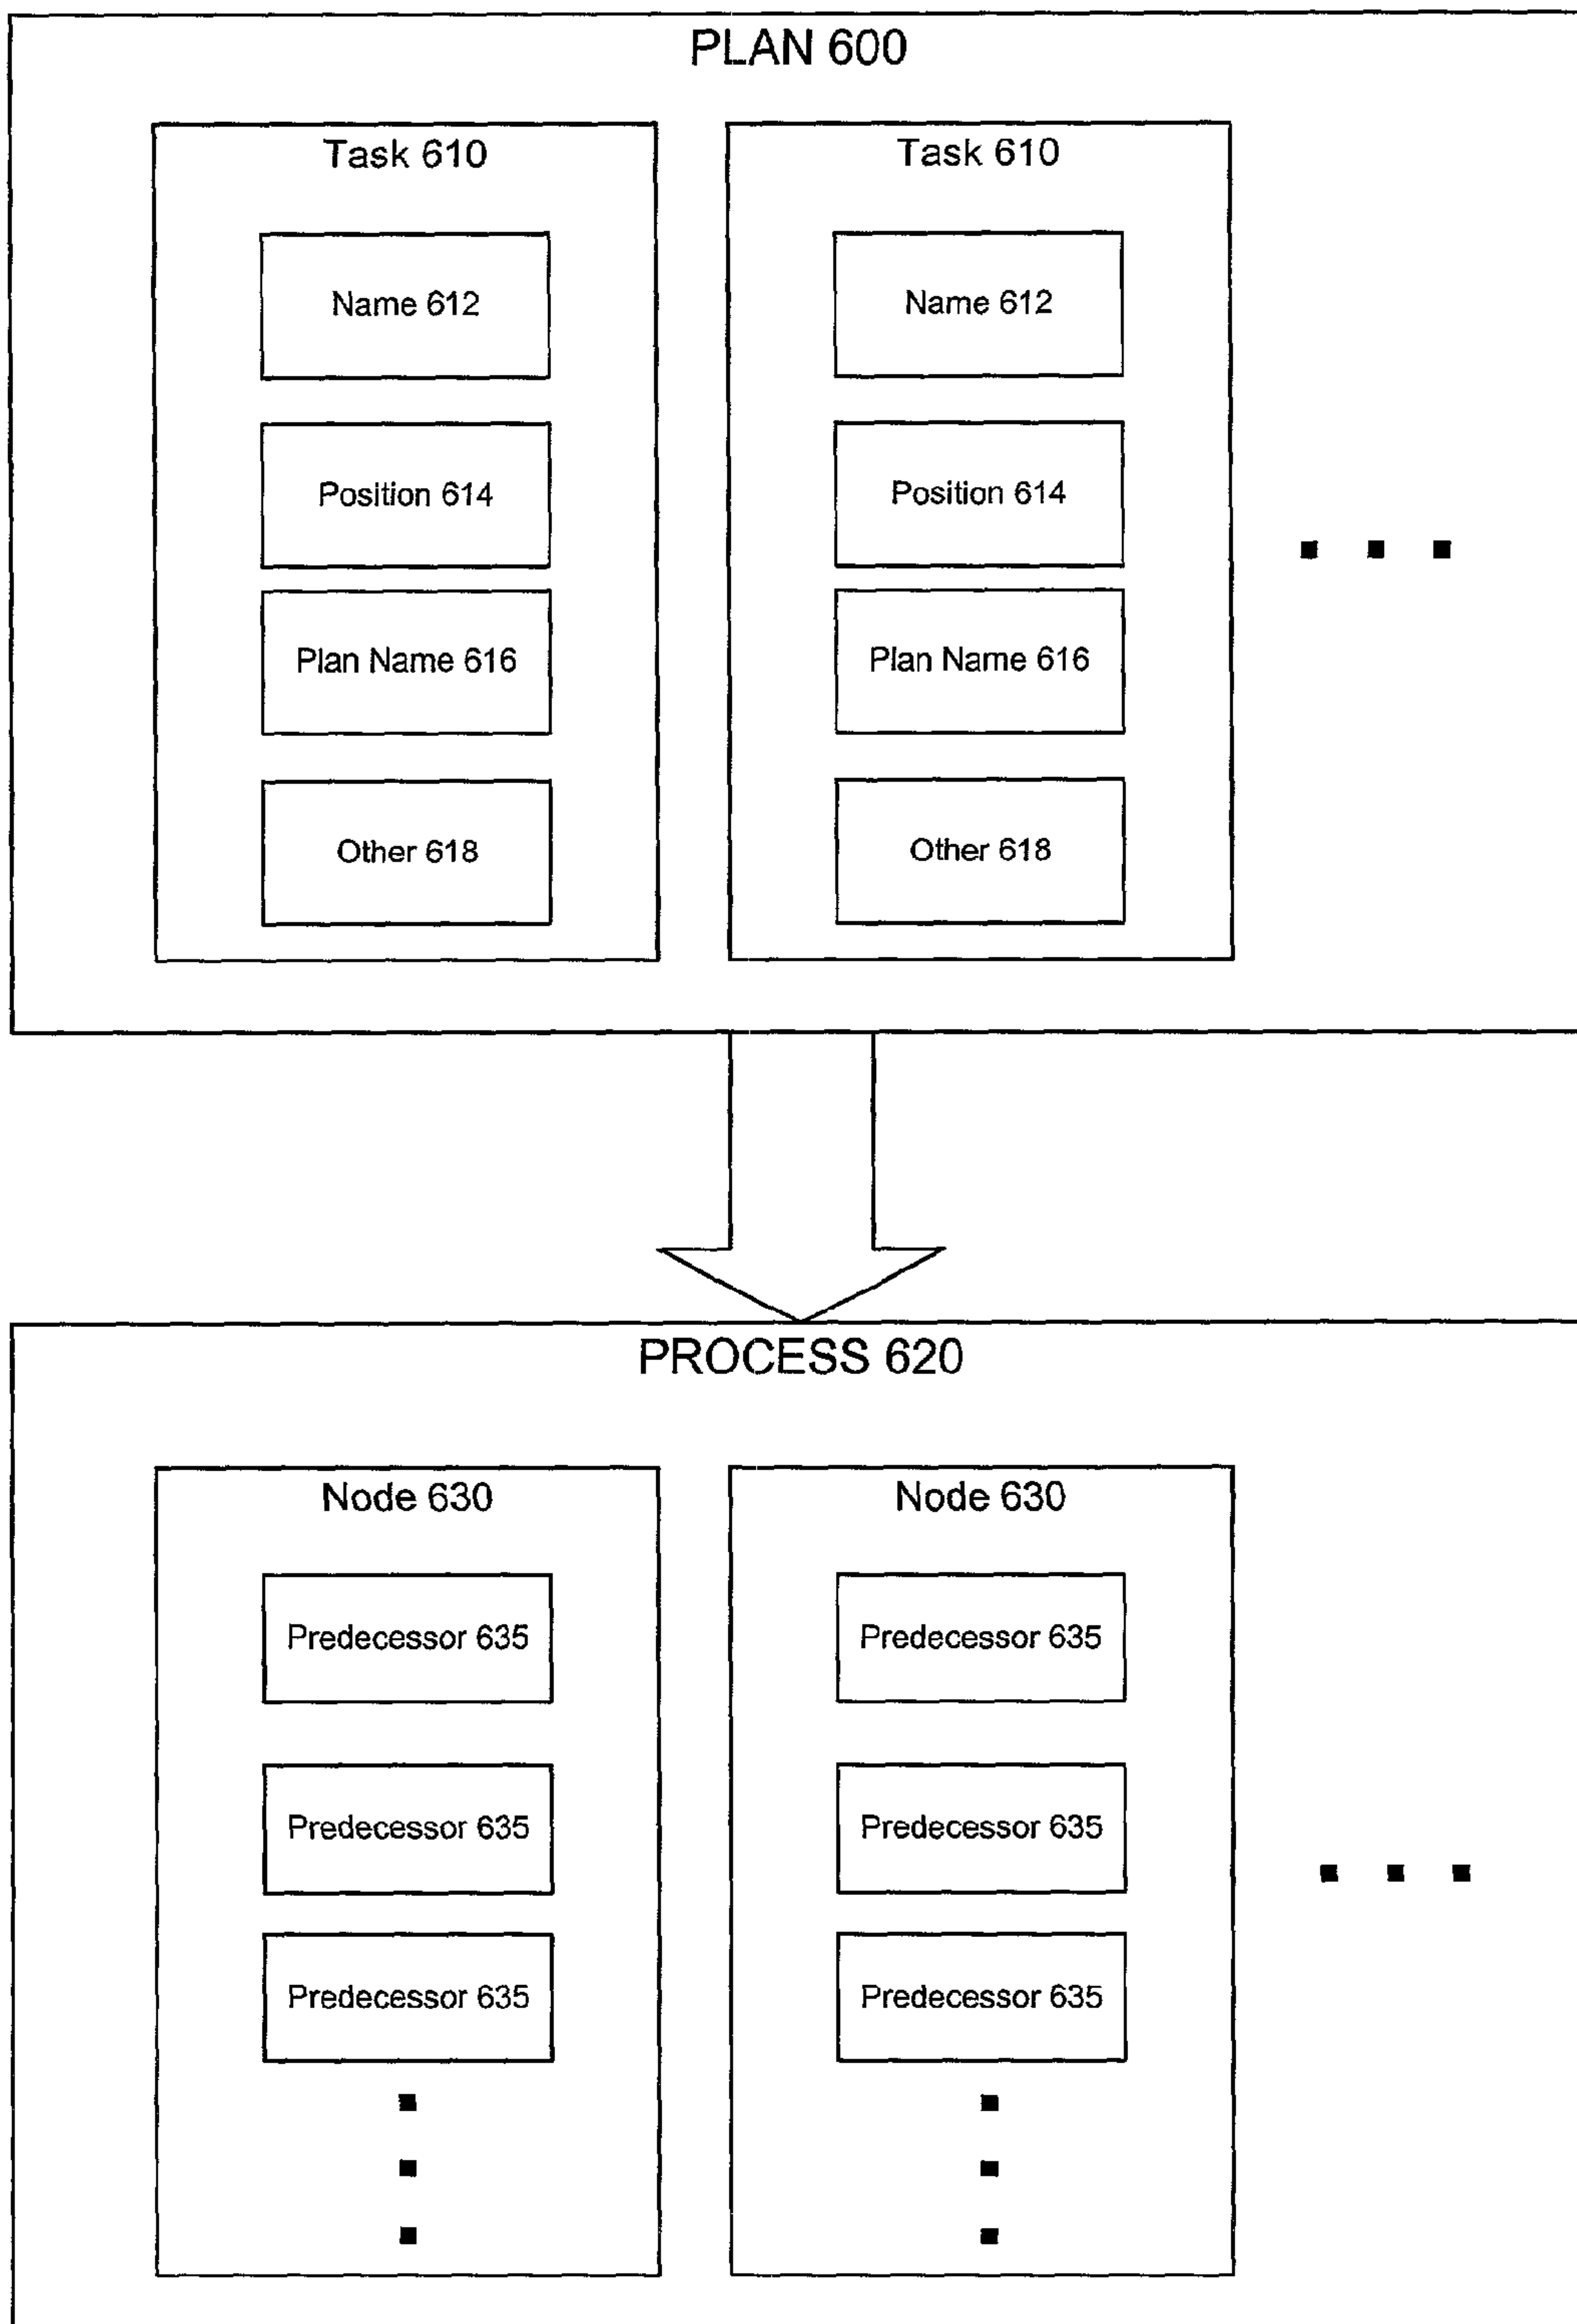 PLAN 600
Task 610
Name 612
Position 614
Plan Name 616
Other 618
Task 610
Name 612
Position 614
Plan Name 616
Other 618
PROCESS 620
Node 630
Predecessor 635
Predecessor 635
Predecessor 635
Node 630
Predecessor 635
Predecessor 635
Predecessor 635